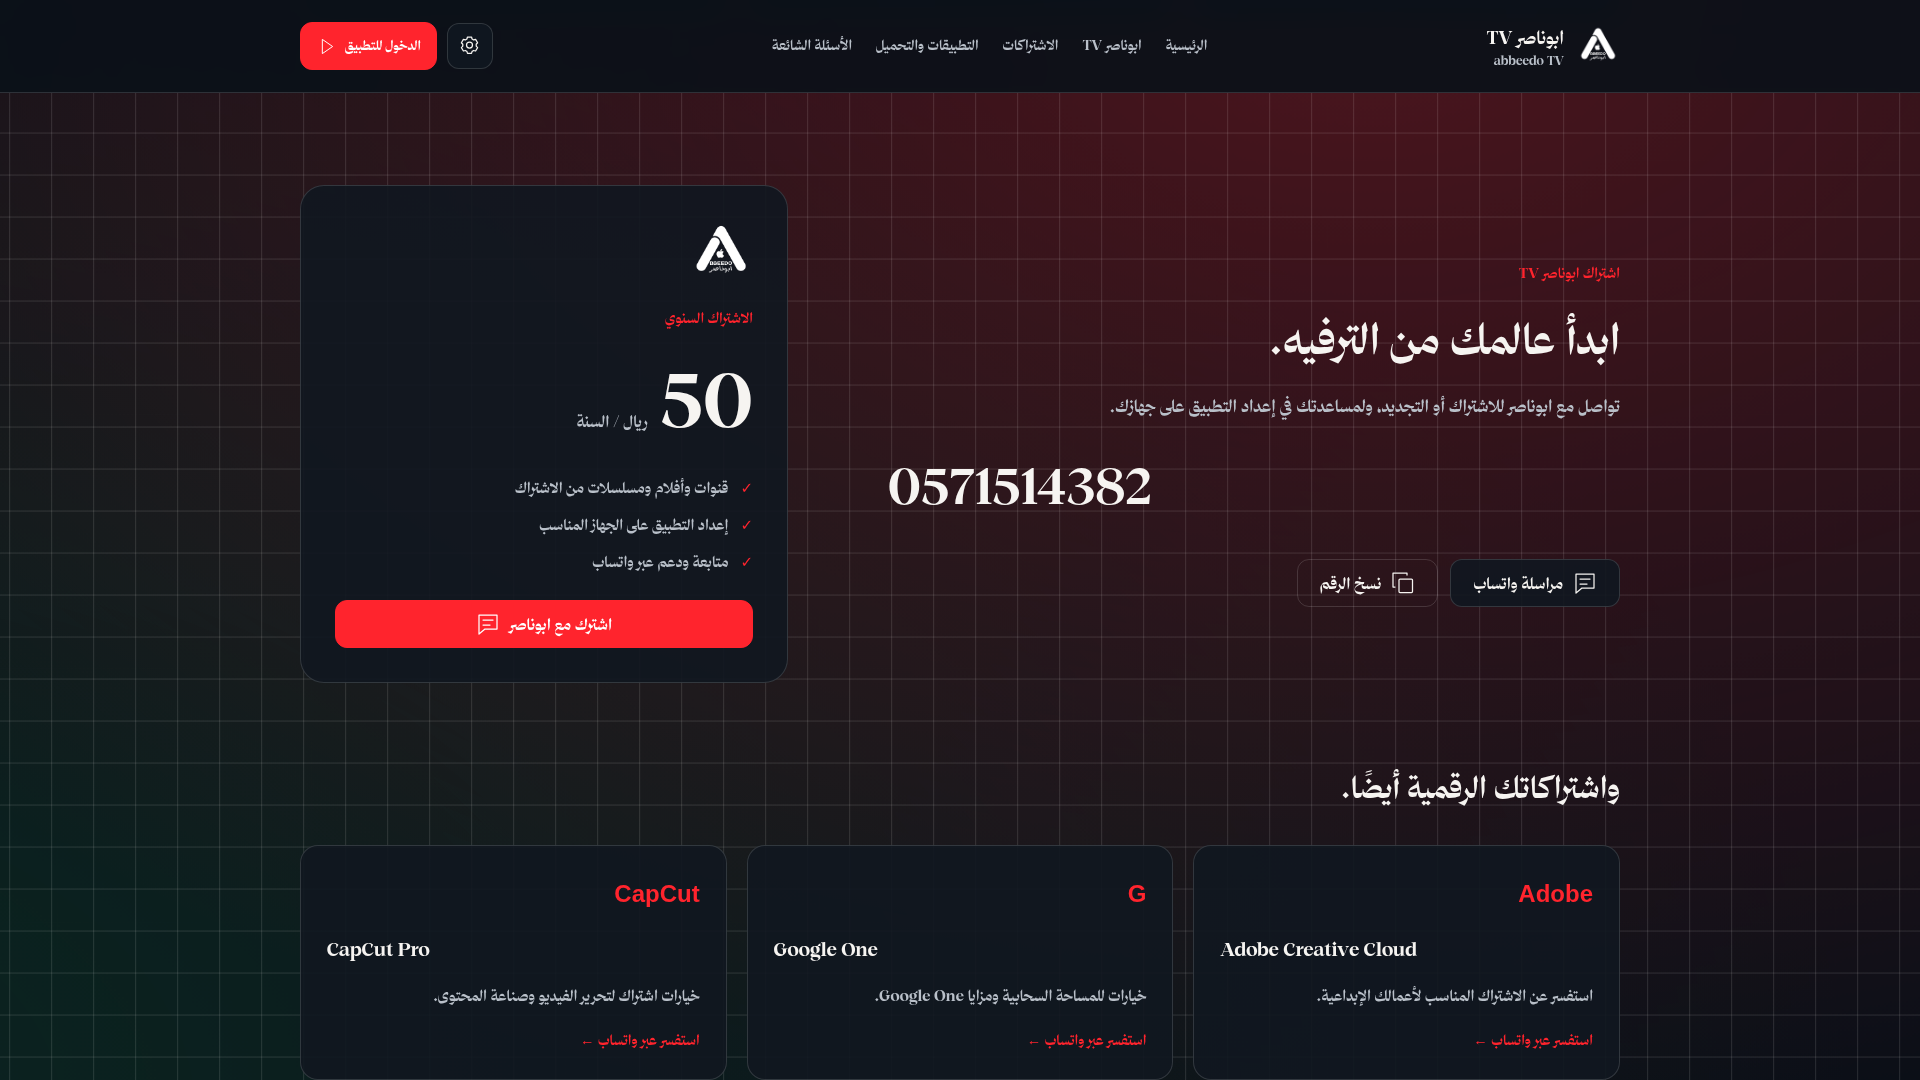 ابوناصر TV
abbeedo TV
الرئيسية
ابوناصر TV
الاشتراكات
التطبيقات والتحميل
الأسئلة الشائعة
الدخول للتطبيق
اشتراك ابوناصر TV
ابدأ عالمك من الترفيه.
تواصل مع ابوناصر للاشتراك أو التجديد، ولمساعدتك في إعداد التطبيق على جهازك.
0571514382
مراسلة واتساب
نسخ الرقم
ABBEEDO
ابوناصر
الاشتراك السنوي
50 ريال / السنة
✓ قنوات وأفلام ومسلسلات من الاشتراك
✓ إعداد التطبيق على الجهاز المناسب
✓ متابعة ودعم عبر واتساب
اشترك مع ابوناصر
واشتراكاتك الرقمية أيضًا.
Adobe
Adobe Creative Cloud
استفسر عن الاشتراك المناسب لأعمالك الإبداعية.
استفسر عبر واتساب ←
G
Google One
خيارات للمساحة السحابية ومزايا Google One.
استفسر عبر واتساب ←
CapCut
CapCut Pro
خيارات اشتراك لتحرير الفيديو وصناعة المحتوى.
استفسر عبر واتساب ←